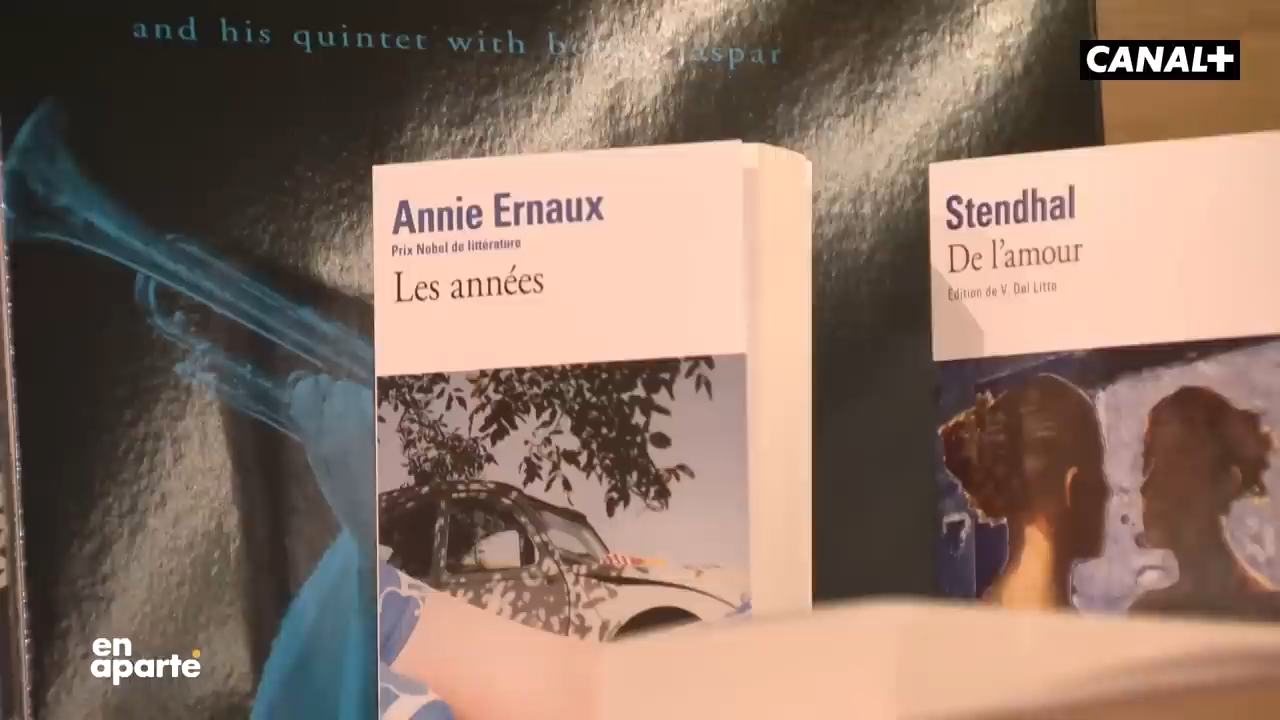 and his quintet with
CANAL+
Annie Ernaux
Prix Nobel de littérature
Les années
Stendhal
De l'amour
Édition de V. Del Litto
en
aparté